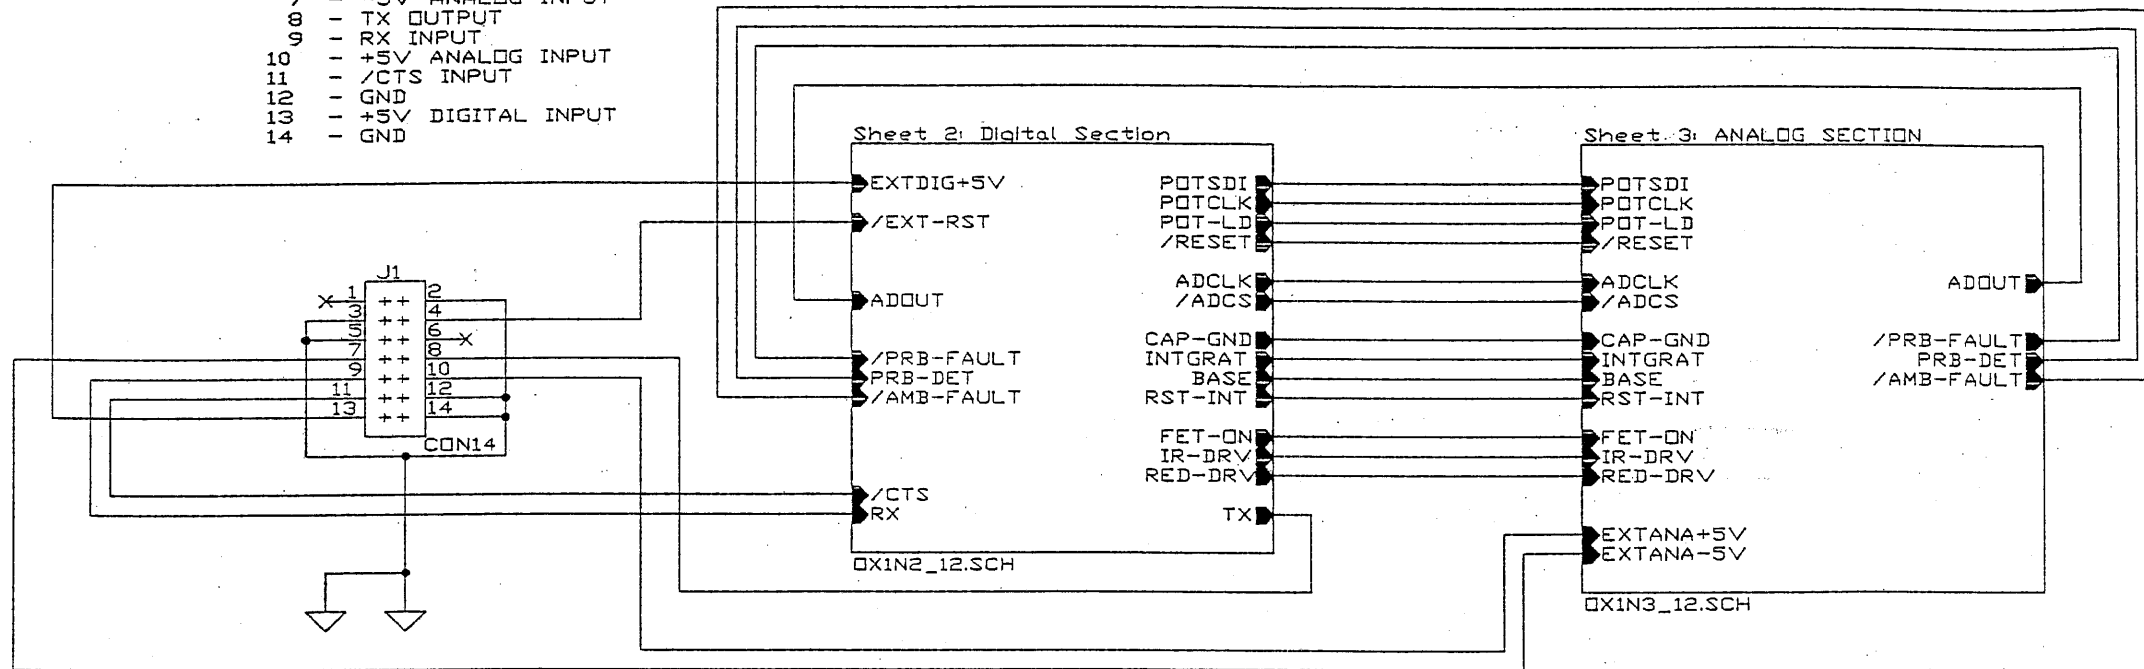 7 - -5V ANALOG INPUT
8 - TX OUTPUT
9 - RX INPUT
10 - +5V ANALOG INPUT
11 - /CTS INPUT
12 - GND
13 - +5V DIGITAL INPUT
14 - GND
Sheet 2: Digital Section
EXTDIG+5V
/EXT-RST
ADOUT
/PRB-FAULT
PRB-DET
/AMB-FAULT
/CTS
RX
POTSDI
POTCLK
POT-LD
/RESET
ADCLK
/ADCS
CAP-GND
INTGRAT
BASE
RST-INT
FET-ON
IR-DRV
RED-DRV
TX
OX1N2_12.SCH
Sheet 3: ANALOG SECTION
POTSDI
POTCLK
POT-LD
/RESET
ADCLK
/ADCS
CAP-GND
INTGRAT
BASE
RST-INT
FET-ON
IR-DRV
RED-DRV
EXTANA+5V
EXTANA-5V
ADOUT
/PRB-FAULT
PRB-DET
/AMB-FAULT
OX1N3_12.SCH
J1
1 2
3 4
5 6
7 8
9 10
11 12
13 14
CON14